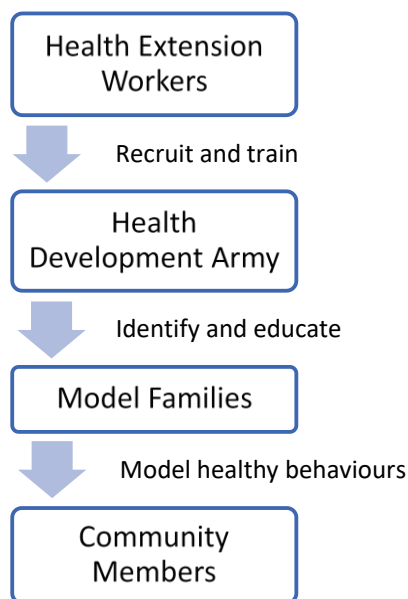 Health Extension
Workers
Recruit and train
Health
Development Army
Identify and educate
Model Families
Model healthy behaviours
Community
Members